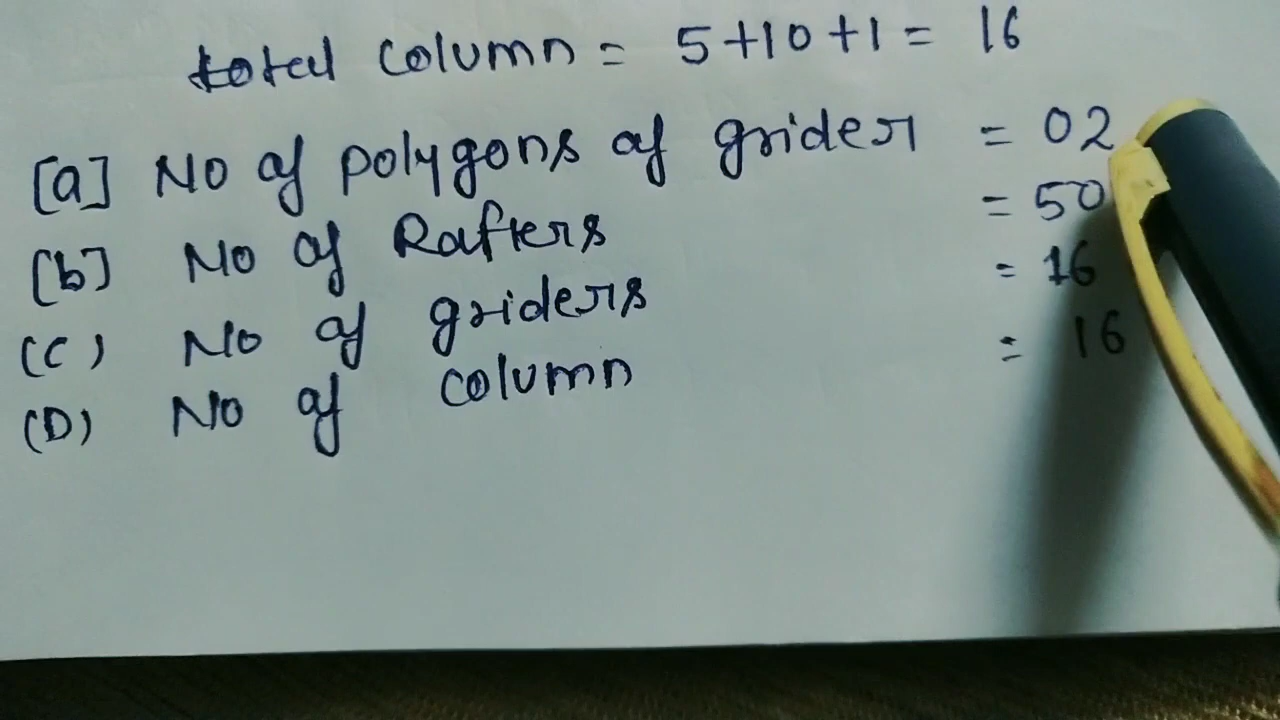 total column = 5+10+1 = 16
[a] No of polygons of grider = 02
[b] No of Rafters = 50
(C) No of griders = 16
(D) No of column = 16